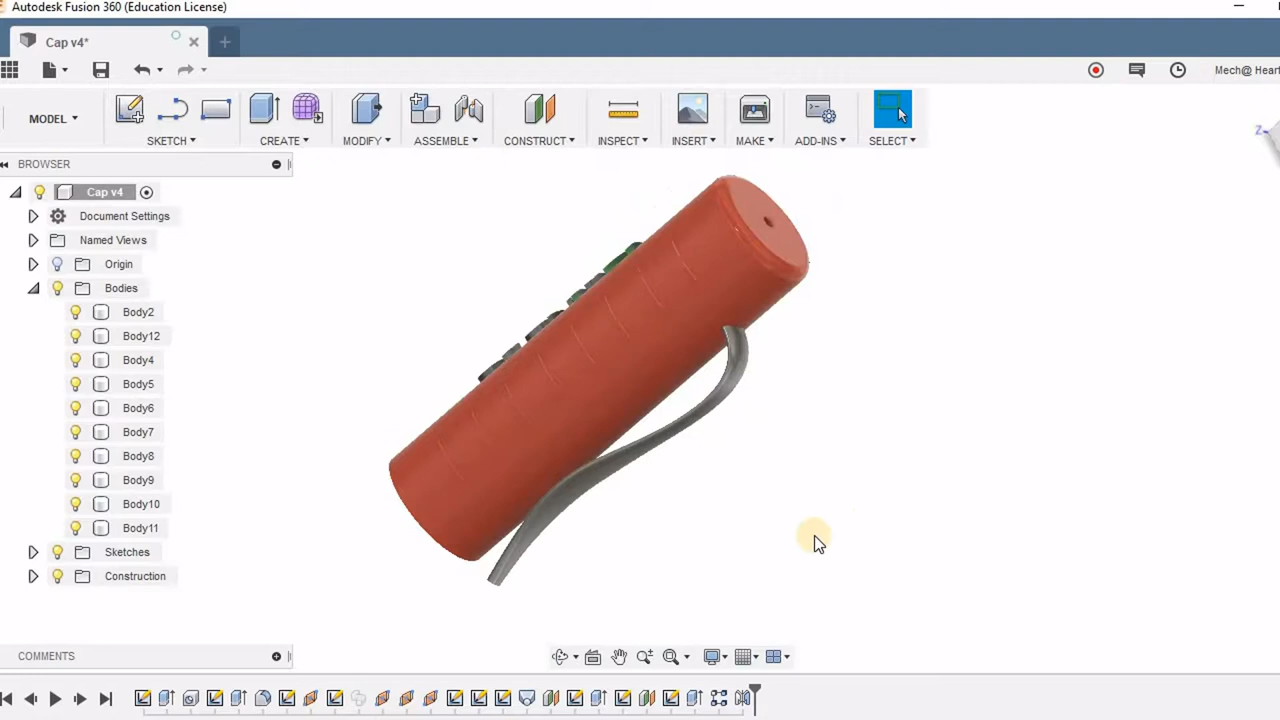 Autodesk Fusion 360 (Education License)
Cap v4*
Mech@ Heart
MODEL
SKETCH
CREATE
MODIFY
ASSEMBLE
CONSTRUCT
INSPECT
INSERT
MAKE
ADD-INS
SELECT
BROWSER
Z
Cap v4
Document Settings
Named Views
Origin
Bodies
Body2
Body12
Body4
Body5
Body6
Body7
Body8
Body9
Body10
Body11
Sketches
Construction
COMMENTS